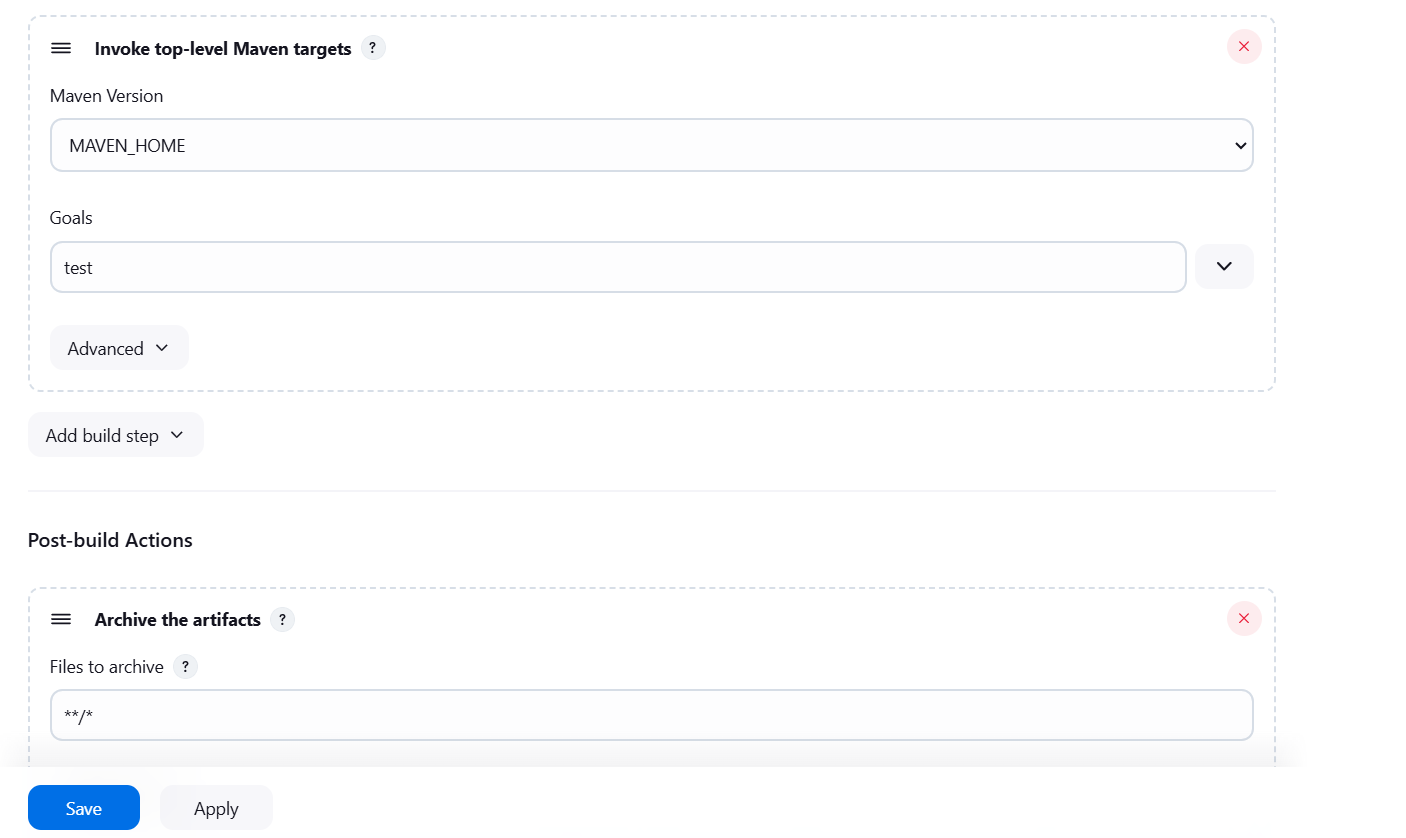 Invoke top-level Maven targets ?
Maven Version
MAVEN_HOME
Goals
test
Advanced
Add build step
Post-build Actions
Archive the artifacts ?
Files to archive ?
**/*
Save Apply